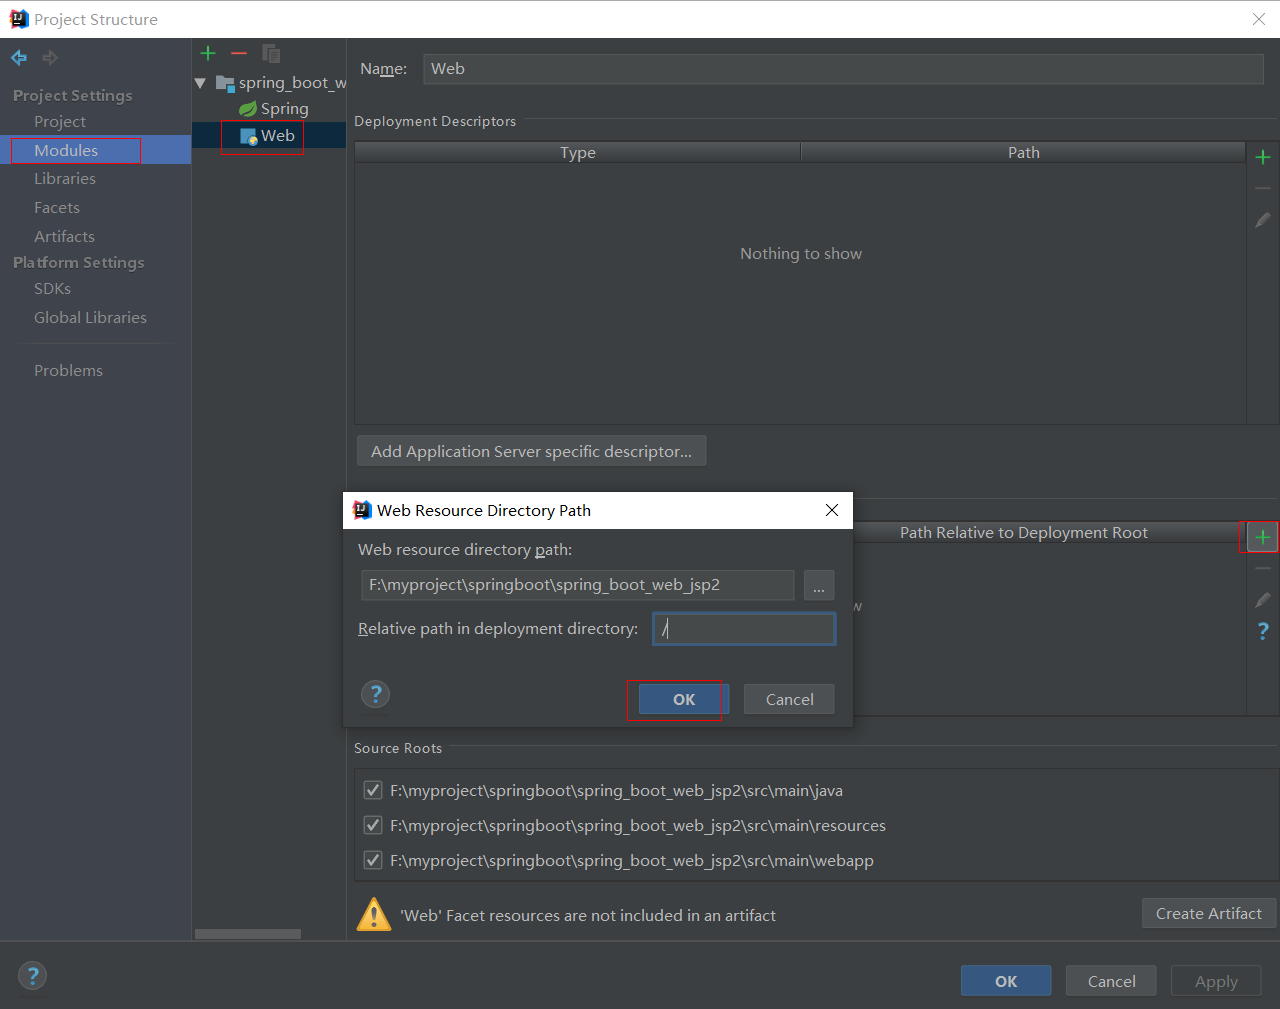 Project Structure
Project Settings
Project
Modules
Libraries
Facets
Artifacts
Platform Settings
SDKs
Global Libraries
Problems
spring_boot_w
Spring
Web
Name: Web
Deployment Descriptors
Type Path
Nothing to show
Add Application Server specific descriptor...
Path Relative to Deployment Root
Web Resource Directory Path
Web resource directory path:
F:\myproject\springboot\spring_boot_web_jsp2 ...
Relative path in deployment directory: /
? OK Cancel
w
?
Source Roots
F:\myproject\springboot\spring_boot_web_jsp2\src\main\java
F:\myproject\springboot\spring_boot_web_jsp2\src\main\resources
F:\myproject\springboot\spring_boot_web_jsp2\src\main\webapp
'Web' Facet resources are not included in an artifact Create Artifact
? OK Cancel Apply